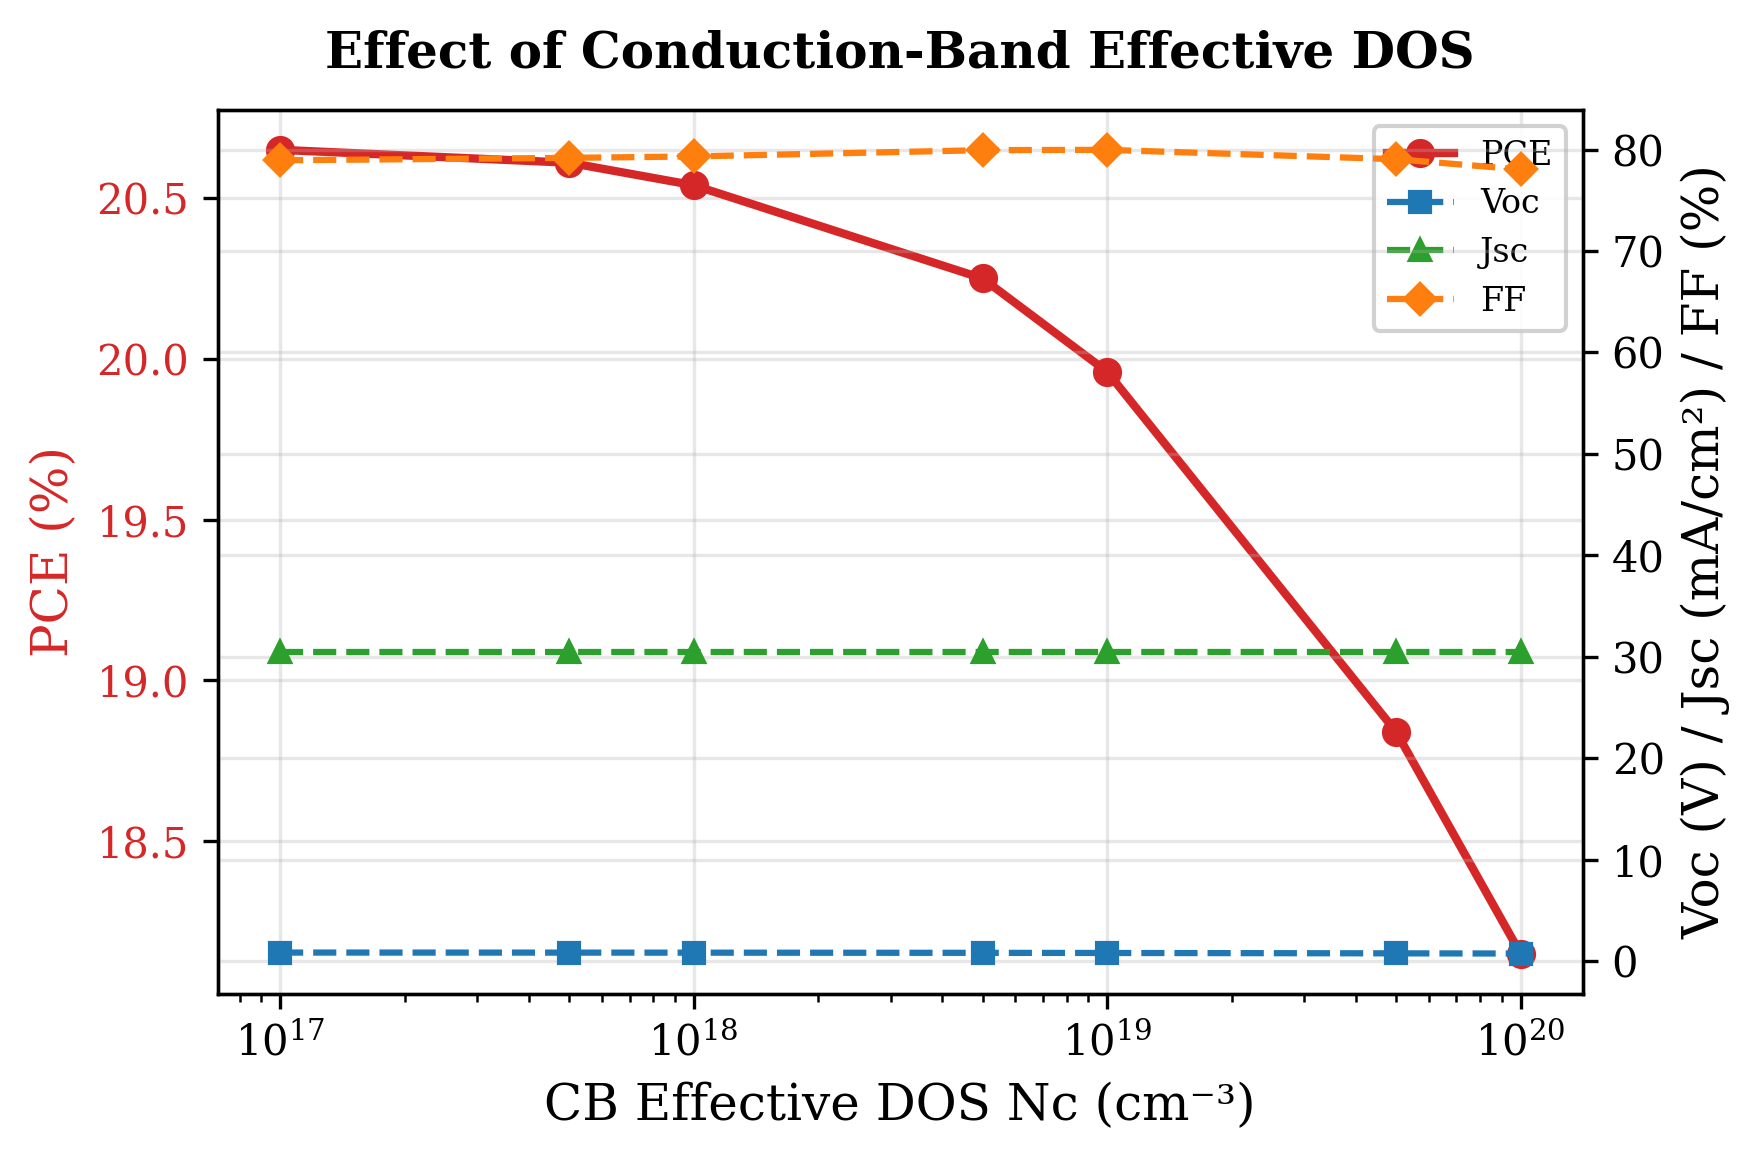 Effect of Conduction-Band Effective DOS
PCE (%)
20.5
20.0
19.5
19.0
18.5
80
70
60
50
40
30
20
10
0
Voc (V) / Jsc (mA/cm²) / FF (%)
PCE
Voc
Jsc
FF
10¹⁷
10¹⁸
10¹⁹
10²⁰
CB Effective DOS Nc (cm⁻³)